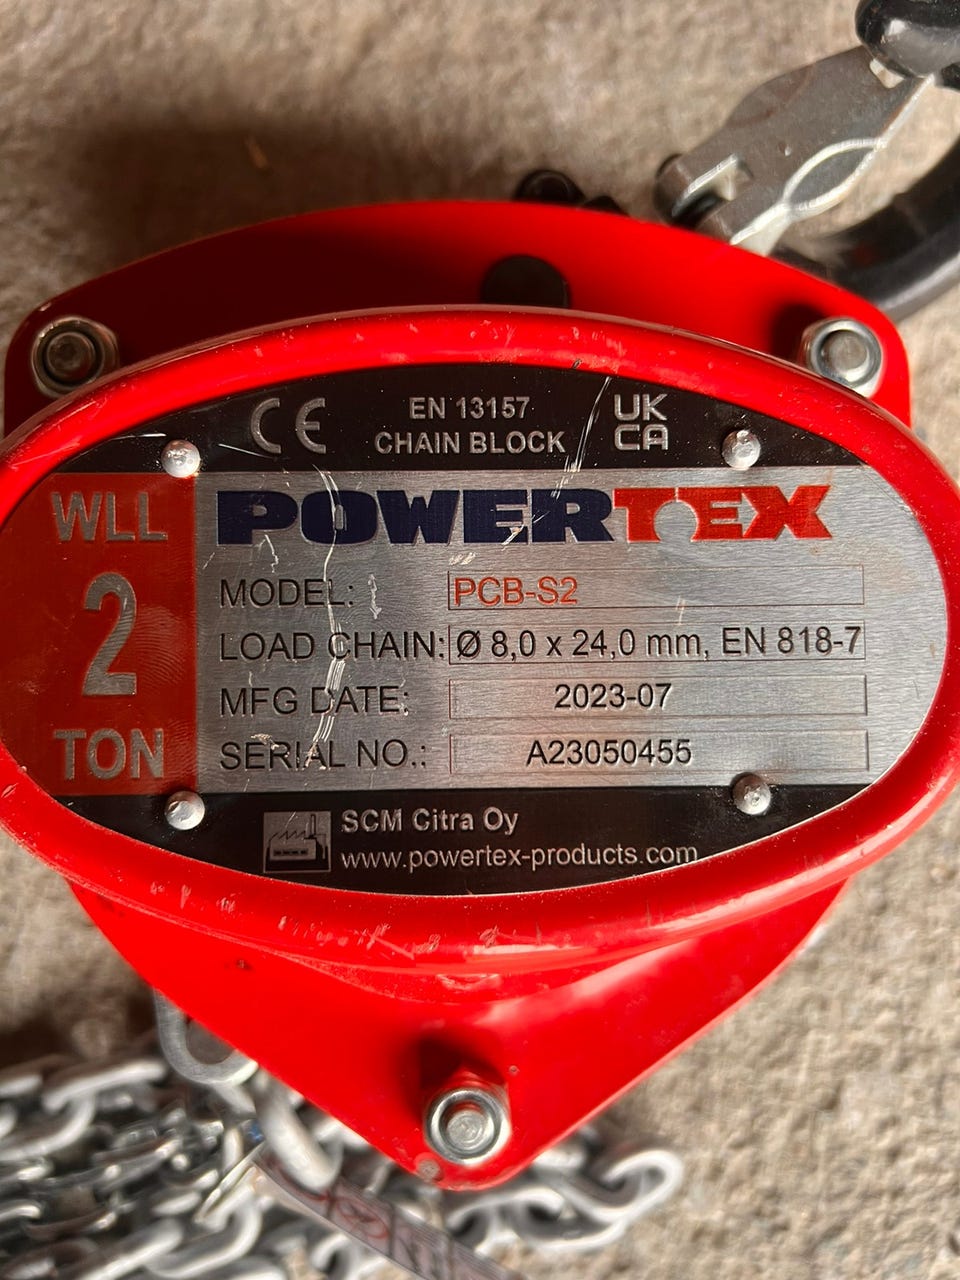 CE
EN 13157
CHAIN BLOCK
UK
CA
WLL
2
TON
POWERTEX
MODEL: PCB-S2
LOAD CHAIN: Ø 8,0 x 24,0 mm, EN 818-7
MFG DATE: 2023-07
SERIAL NO.: A23050455
SCM Citra Oy
www.powertex-products.com